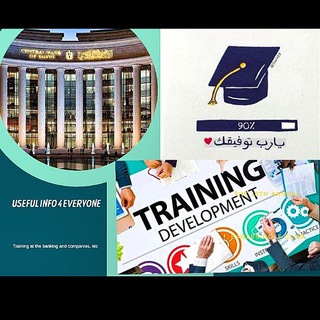 CENTRAL BANK OF EGYPT
USEFUL INFO 4 EVERYONE
Training at the banking and companies, etc
90%
يارب توفيقك
TRAINING
DEVELOPMENT
SKILLS